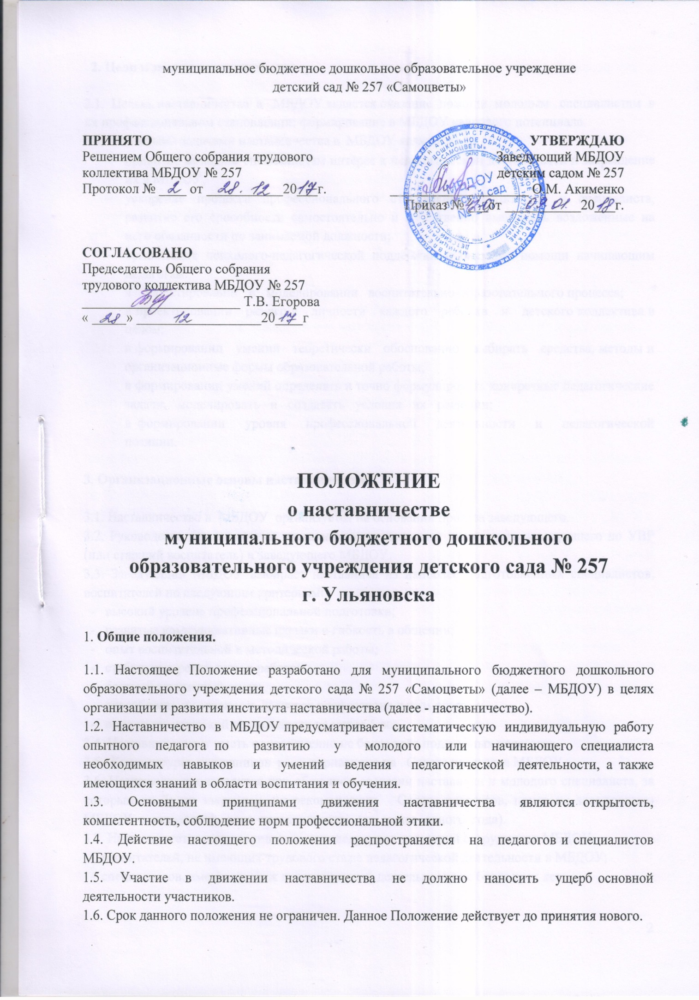 муниципальное бюджетное дошкольное образовательное учреждение
детский сад № 257 «Самоцветы»
ПРИНЯТО
Решением Общего собрания трудового
коллектива МБДОУ № 257
Протокол № 2 от 28.12 2017г.
УТВЕРЖДАЮ
Заведующий МБДОУ
детским садом № 257
О.М. Акименко
Приказ № от 01. 2018 г.
МБДОУ
детский сад
СОГЛАСОВАНО
Председатель Общего собрания
трудового коллектива МБДОУ № 257
Т.В. Егорова
« 28 » 12 2017 г
ПОЛОЖЕНИЕ
о наставничестве
муниципального бюджетного дошкольного
образовательного учреждения детского сада № 257
г. Ульяновска
1. Общие положения.
1.1. Настоящее Положение разработано для муниципального бюджетного дошкольного
образовательного учреждения детского сада № 257 «Самоцветы» (далее – МБДОУ) в целях
организации и развития института наставничества (далее - наставничество).
1.2. Наставничество в МБДОУ предусматривает систематическую индивидуальную работу
опытного педагога по развитию у молодого или начинающего специалиста
необходимых навыков и умений ведения педагогической деятельности, а также
имеющихся знаний в области воспитания и обучения.
1.3. Основными принципами движения наставничества являются открытость,
компетентность, соблюдение норм профессиональной этики.
1.4. Действие настоящего положения распространяется на педагогов и специалистов
МБДОУ.
1.5. Участие в движении наставничества не должно наносить ущерб основной
деятельности участников.
1.6. Срок данного положения не ограничен. Данное Положение действует до принятия нового.